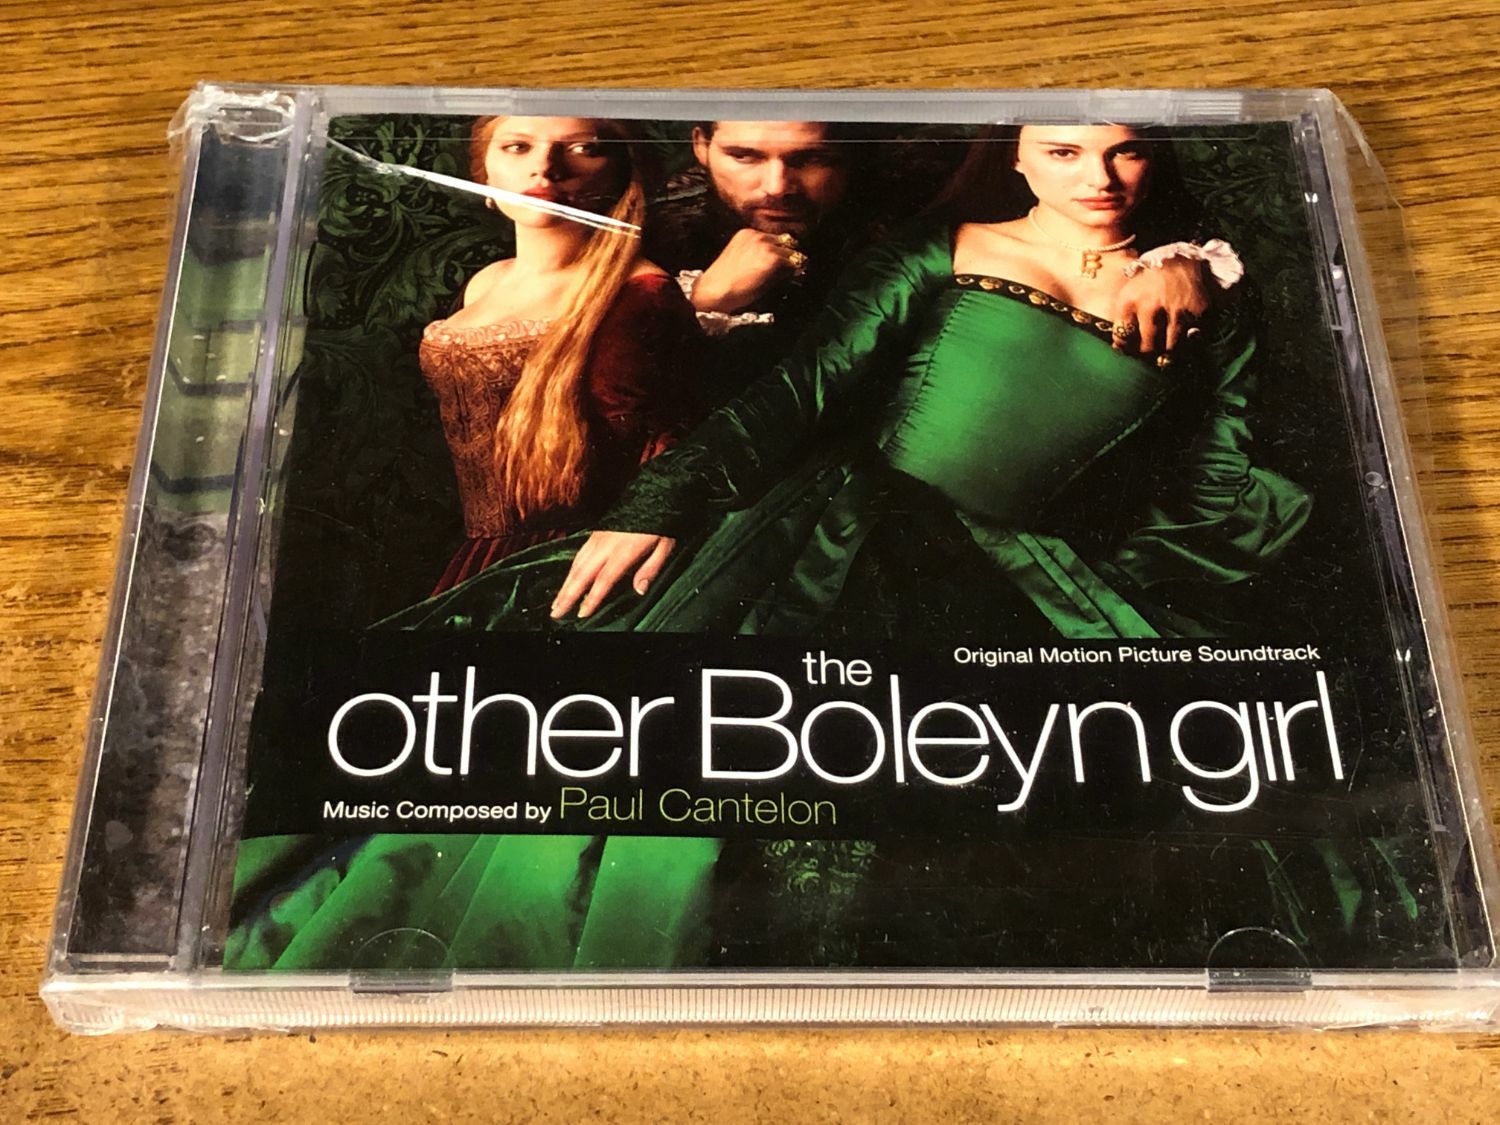 Original Motion Picture Soundtrack
the
other Boleyn girl
Music Composed by Paul Cantelon
B